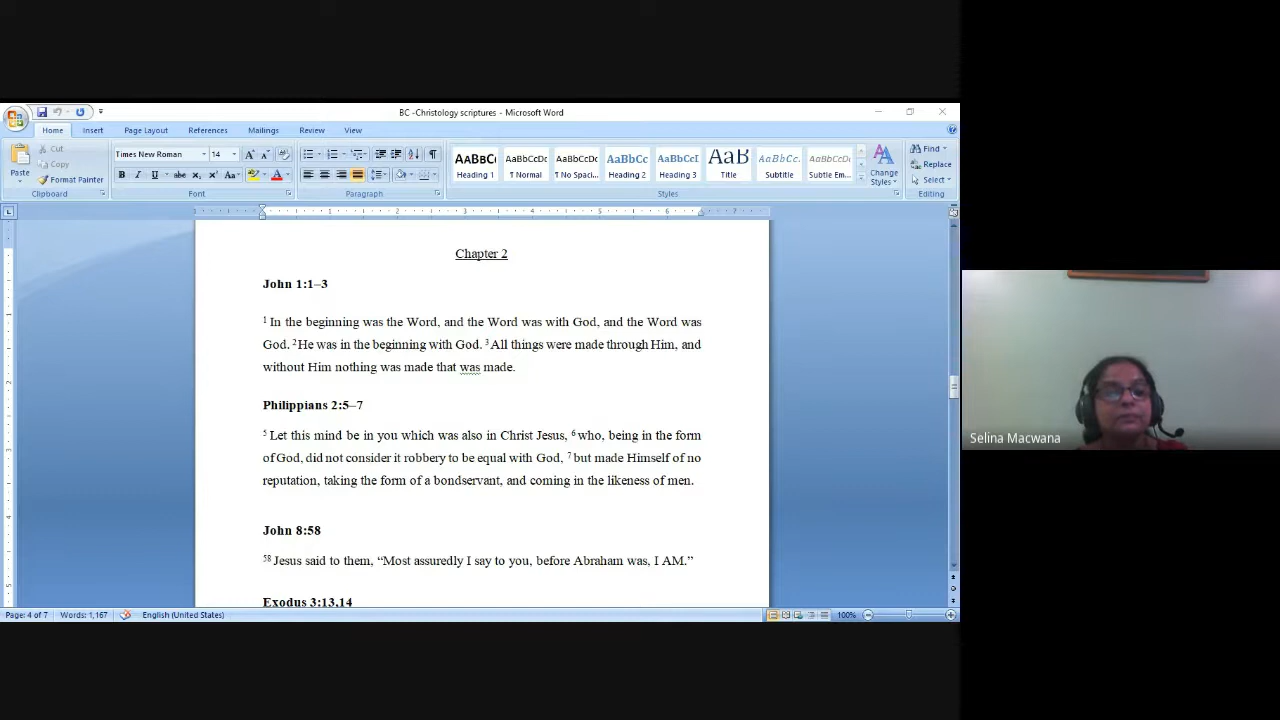 BC -Christology scriptures - Microsoft Word
Home Insert Page Layout References Mailings Review View
Paste
Cut
Copy
Format Painter
Clipboard
Times New Roman 14
Font
Paragraph
AaBbC( AaBbCcDc AaBbCcDc AaBbCc AaBbCcI AaB AaBbCc. AaBbCcDc
Heading 1 ¶ Normal ¶ No Spaci... Heading 2 Heading 3 Title Subtitle Subtle Em...
Change Styles
Styles
Find
Replace
Select
Editing
Chapter 2
John 1:1–3
1 In the beginning was the Word, and the Word was with God, and the Word was
God. 2 He was in the beginning with God. 3 All things were made through Him, and
without Him nothing was made that was made.
Philippians 2:5–7
5 Let this mind be in you which was also in Christ Jesus, 6 who, being in the form
of God, did not consider it robbery to be equal with God, 7 but made Himself of no
reputation, taking the form of a bondservant, and coming in the likeness of men.
John 8:58
58 Jesus said to them, “Most assuredly I say to you, before Abraham was, I AM.”
Exodus 3:13,14
Page: 4 of 7 Words: 1,167 English (United States) 100%
Selina Macwana